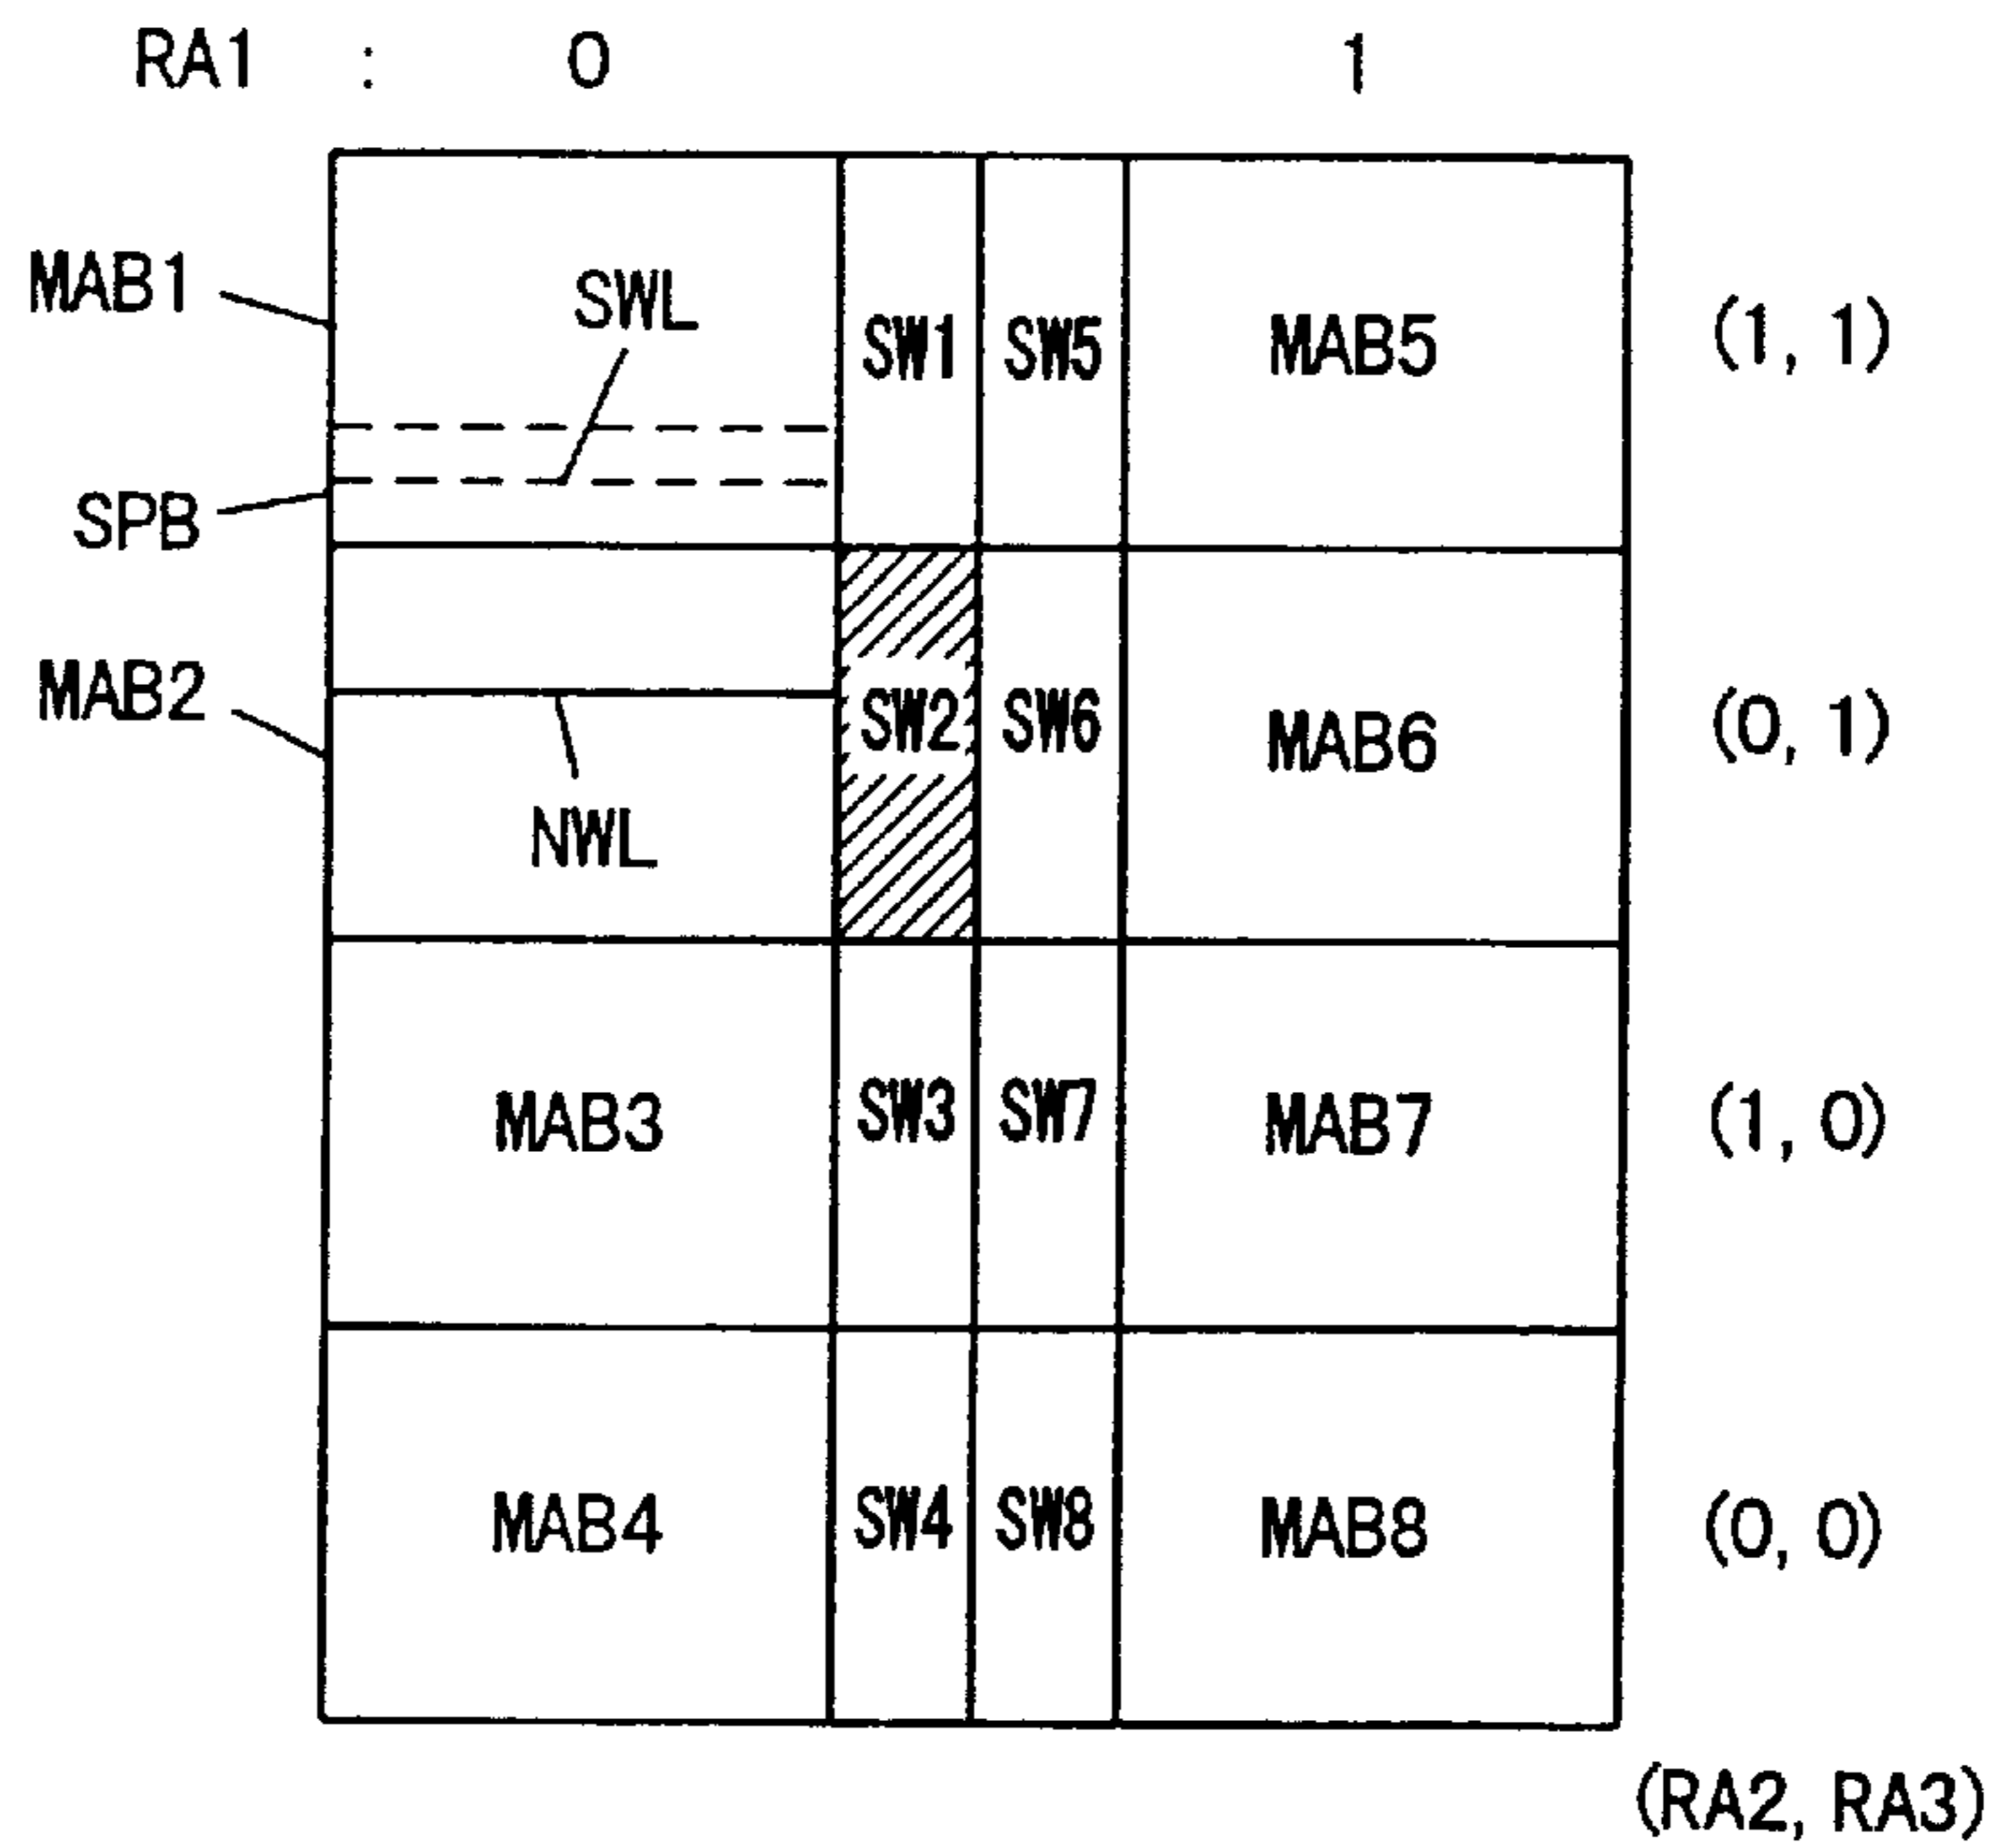 RA1 : 0 1
MAB1 SWL SW1 SW5 MAB5 (1, 1)
SPB
MAB2 SW2 SW6 MAB6 (0, 1)
NWL
MAB3 SW3 SW7 MAB7 (1, 0)
MAB4 SW4 SW8 MAB8 (0, 0)
(RA2, RA3)